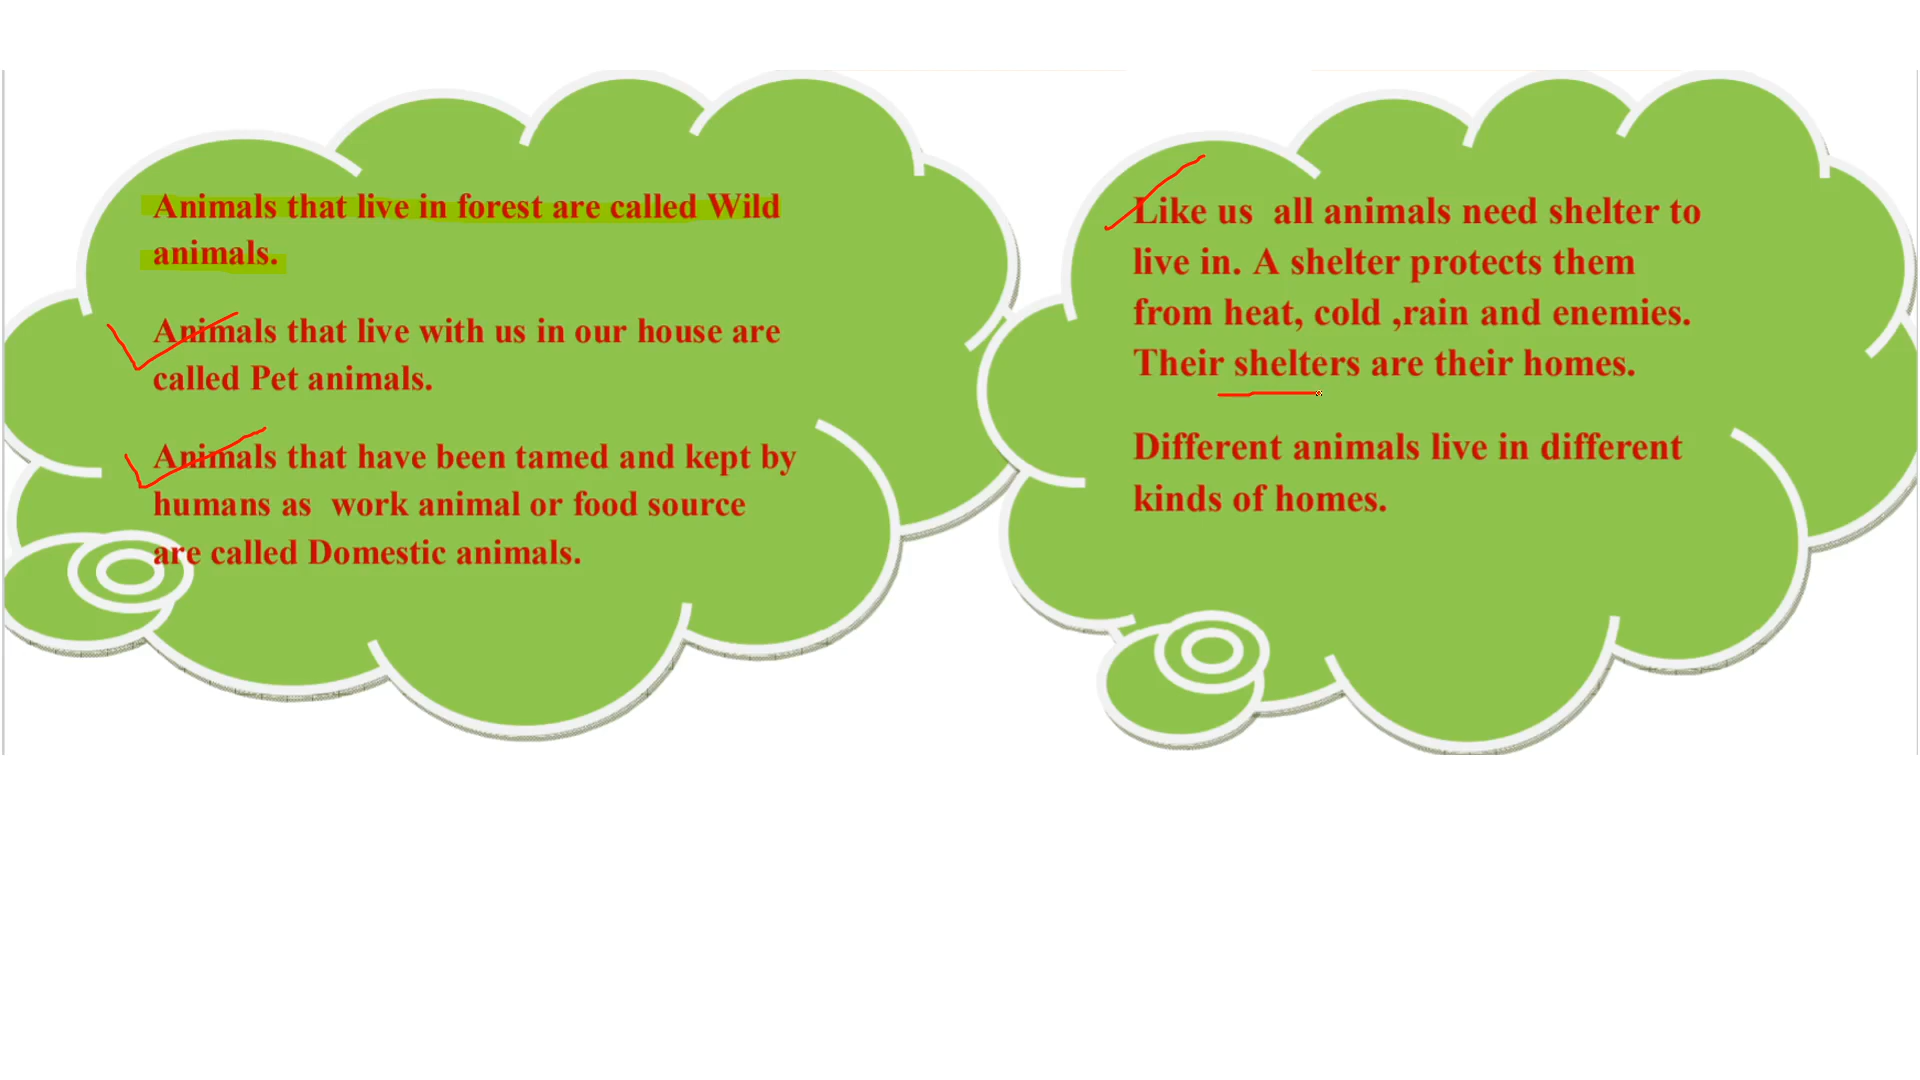 Animals that live in forest are called Wild
animals.
Animals that live with us in our house are
called Pet animals.
Animals that have been tamed and kept by
humans as  work animal or food source
are called Domestic animals.
Like us  all animals need shelter to
live in. A shelter protects them
from heat, cold ,rain and enemies.
Their shelters are their homes.
Different animals live in different
kinds of homes.